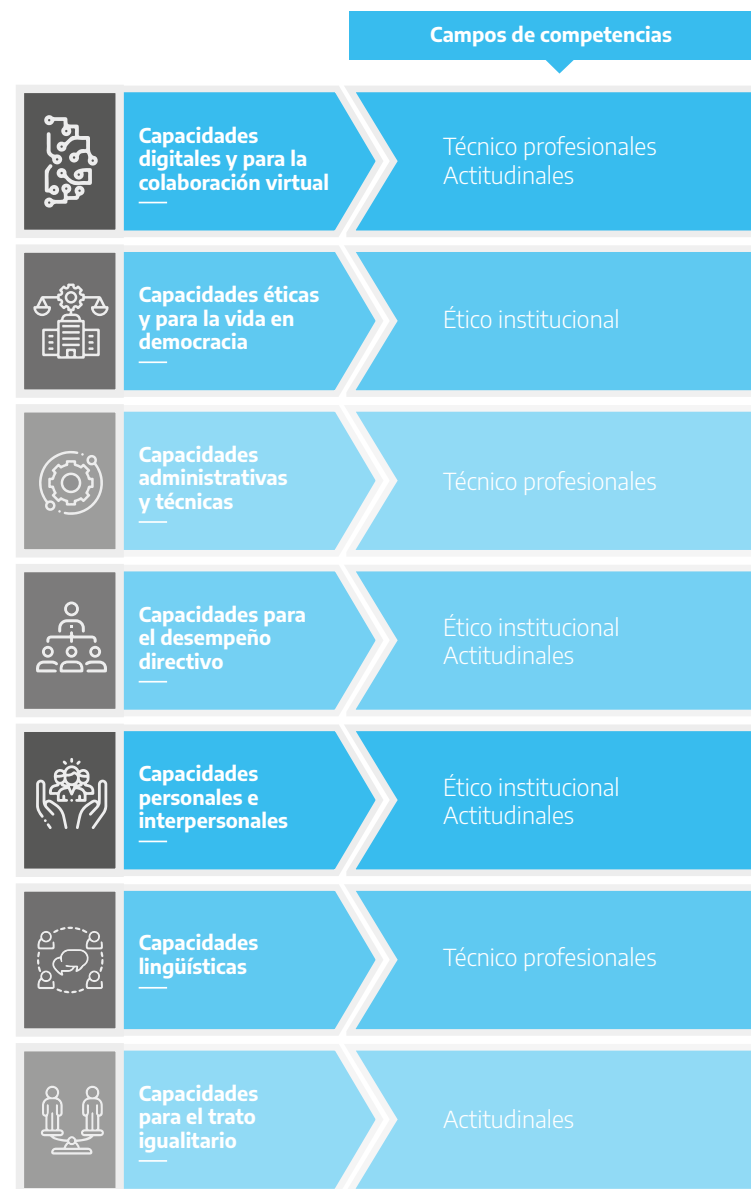 Campos de competencias
Capacidades
digitales y para la
colaboración virtual
Técnico profesionales
Actitudinales
Capacidades éticas
y para la vida en
democracia
Ético institucional
Capacidades
administrativas
y técnicas
Técnico profesionales
Capacidades para
el desempeño
directivo
Ético institucional
Actitudinales
Capacidades
personales e
interpersonales
Ético institucional
Actitudinales
Capacidades
lingüísticas
Técnico profesionales
Capacidades
para el trato
igualitario
Actitudinales